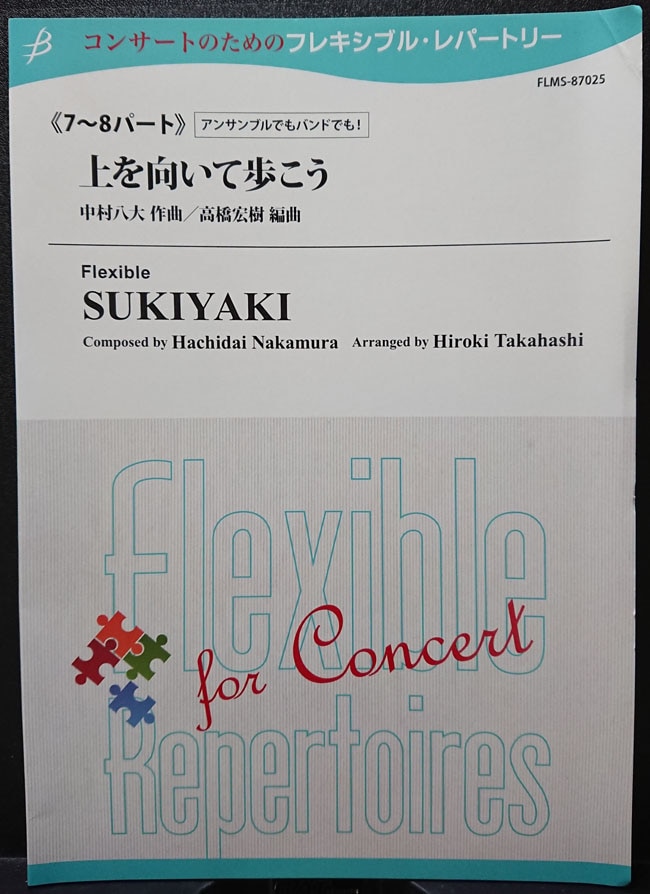 コンサートのためのフレキシブル・レパートリー
FLMS-87025
《7〜8パート》 アンサンブルでもバンドでも!
上を向いて歩こう
中村八大 作曲／高橋宏樹 編曲
Flexible
SUKIYAKI
Composed by Hachidai Nakamura Arranged by Hiroki Takahashi
flexible
for Concert
Repertoires